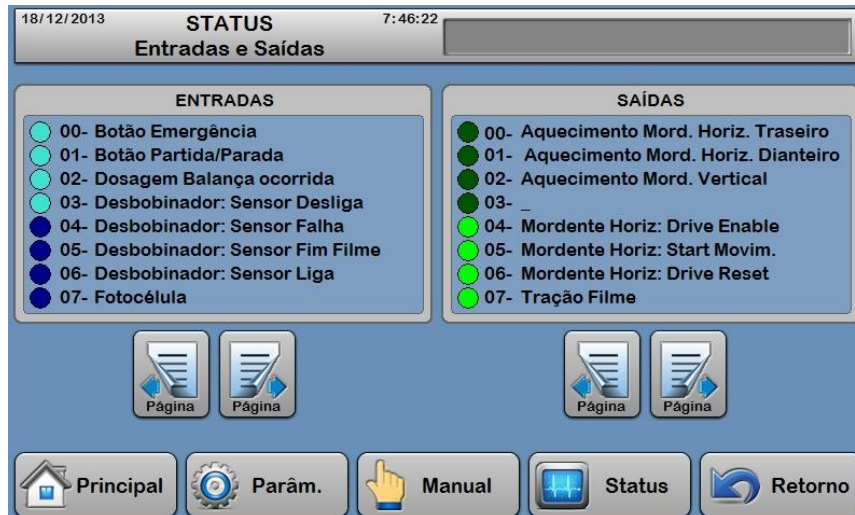 18/12/2013
STATUS
7:46:22
Entradas e Saídas
ENTRADAS
00- Botão Emergência
01- Botão Partida/Parada
02- Dosagem Balança ocorrida
03- Desbobinador: Sensor Desliga
04- Desbobinador: Sensor Falha
05- Desbobinador: Sensor Fim Filme
06- Desbobinador: Sensor Liga
07- Fotocélula
SAÍDAS
00- Aquecimento Mord. Horiz. Traseiro
01- Aquecimento Mord. Horiz. Dianteiro
02- Aquecimento Mord. Vertical
03- _
04- Mordente Horiz: Drive Enable
05- Mordente Horiz: Start Movim.
06- Mordente Horiz: Drive Reset
07- Tração Filme
Página
Página
Página
Página
Principal
Parâm.
Manual
Status
Retorno